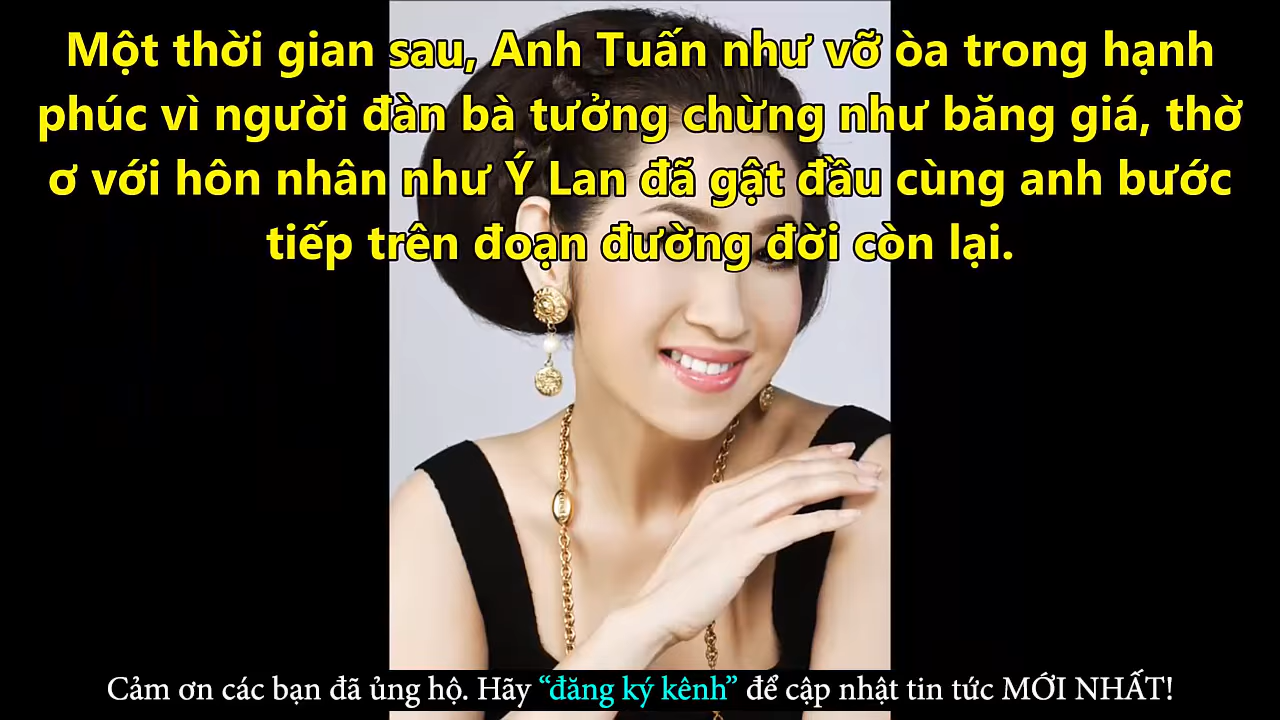 Một thời gian sau, Anh Tuấn như vỡ òa trong hạnh
phúc vì người đàn bà tưởng chừng như băng giá, thờ
ơ với hôn nhân như Ý Lan đã gật đầu cùng anh bước
tiếp trên đoạn đường đời còn lại.
Cảm ơn các bạn đã ủng hộ. Hãy “đăng ký kênh” để cập nhật tin tức MỚI NHẤT!